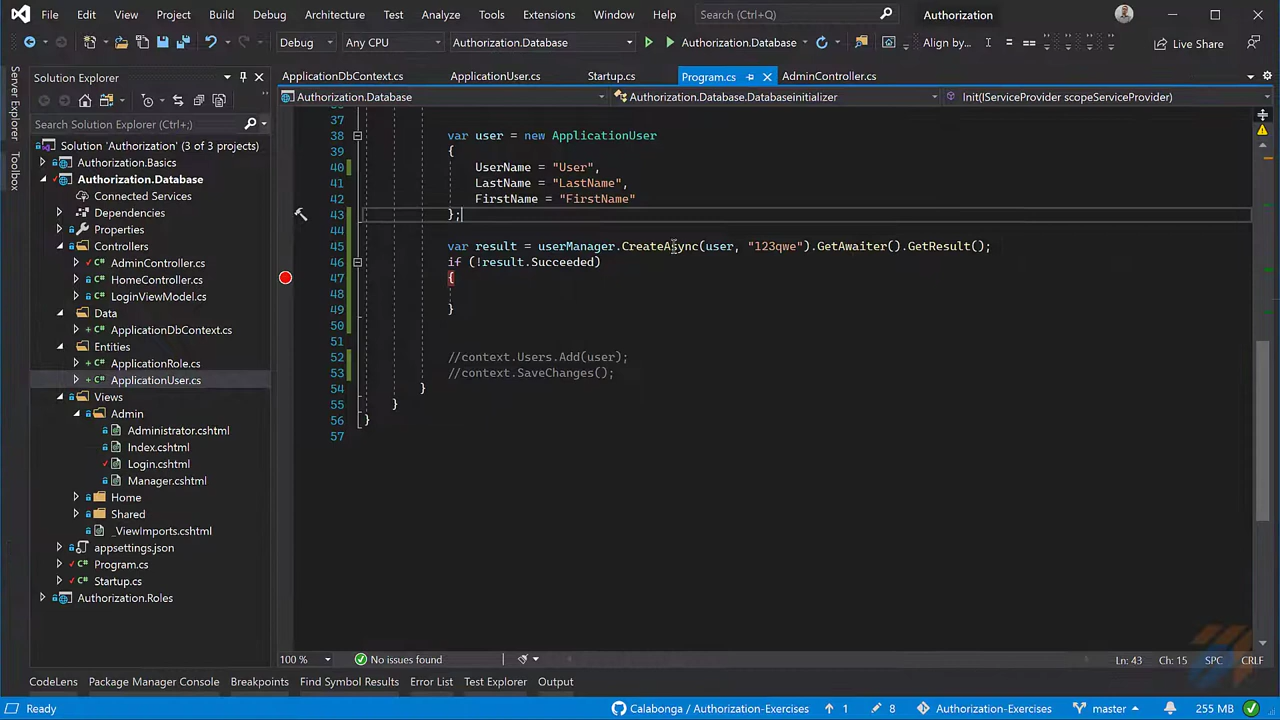 File Edit View Project Build Debug Architecture Test Analyze Tools Extensions Window Help Search (Ctrl+Q) Authorization
Debug Any CPU Authorization.Database Authorization.Database Align by... Live Share
Server Explorer
Toolbox
Solution Explorer
Search Solution Explorer (Ctrl+;)
Solution 'Authorization' (3 of 3 projects)
Authorization.Basics
Authorization.Database
Connected Services
Dependencies
Properties
Controllers
AdminController.cs
HomeController.cs
LoginViewModel.cs
Data
ApplicationDbContext.cs
Entities
ApplicationRole.cs
ApplicationUser.cs
Views
Admin
Administrator.cshtml
Index.cshtml
Login.cshtml
Manager.cshtml
Home
Shared
_ViewImports.cshtml
appsettings.json
Program.cs
Startup.cs
Authorization.Roles
ApplicationDbContext.cs ApplicationUser.cs Startup.cs Program.cs AdminController.cs
Authorization.Database Authorization.Database.Databaseinitializer Init(IServiceProvider scopeServiceProvider)
37
38 var user = new ApplicationUser
39 {
40 UserName = "User",
41 LastName = "LastName",
42 FirstName = "FirstName"
43 };
44
45 var result = userManager.CreateAsync(user, "123qwe").GetAwaiter().GetResult();
46 if (!result.Succeeded)
47 {
48
49 }
50
51
52 //context.Users.Add(user);
53 //context.SaveChanges();
54 }
55 }
56 }
57
100 % No issues found Ln: 43 Ch: 15 SPC CRLF
CodeLens Package Manager Console Breakpoints Find Symbol Results Error List Test Explorer Output
Ready Calabonga / Authorization-Exercises 1 8 Authorization-Exercises master 255 MB